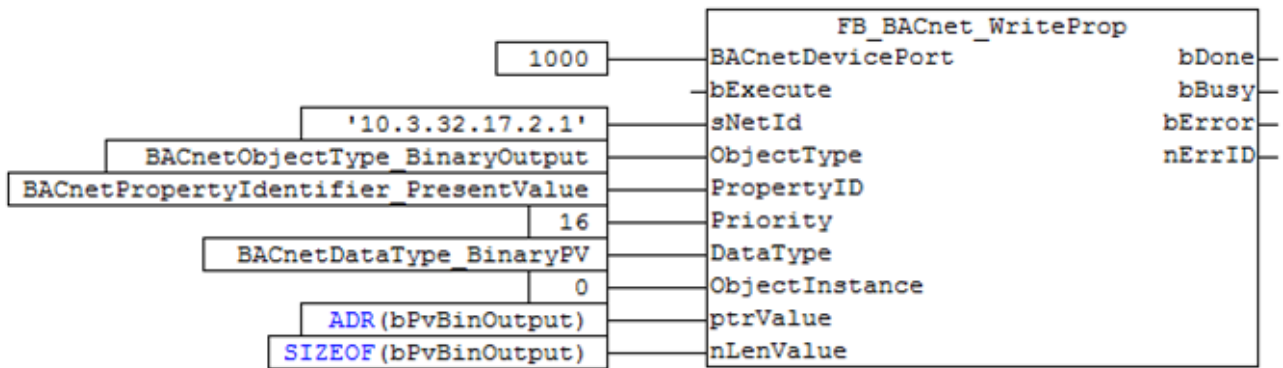 FB_BACnet_WriteProp
1000 BACnetDevicePort bDone
bExecute bBusy
'10.3.32.17.2.1' sNetId bError
BACnetObjectType_BinaryOutput ObjectType nErrID
BACnetPropertyIdentifier_PresentValue PropertyID
16 Priority
BACnetDataType_BinaryPV DataType
0 ObjectInstance
ADR(bPvBinOutput) ptrValue
SIZEOF(bPvBinOutput) nLenValue